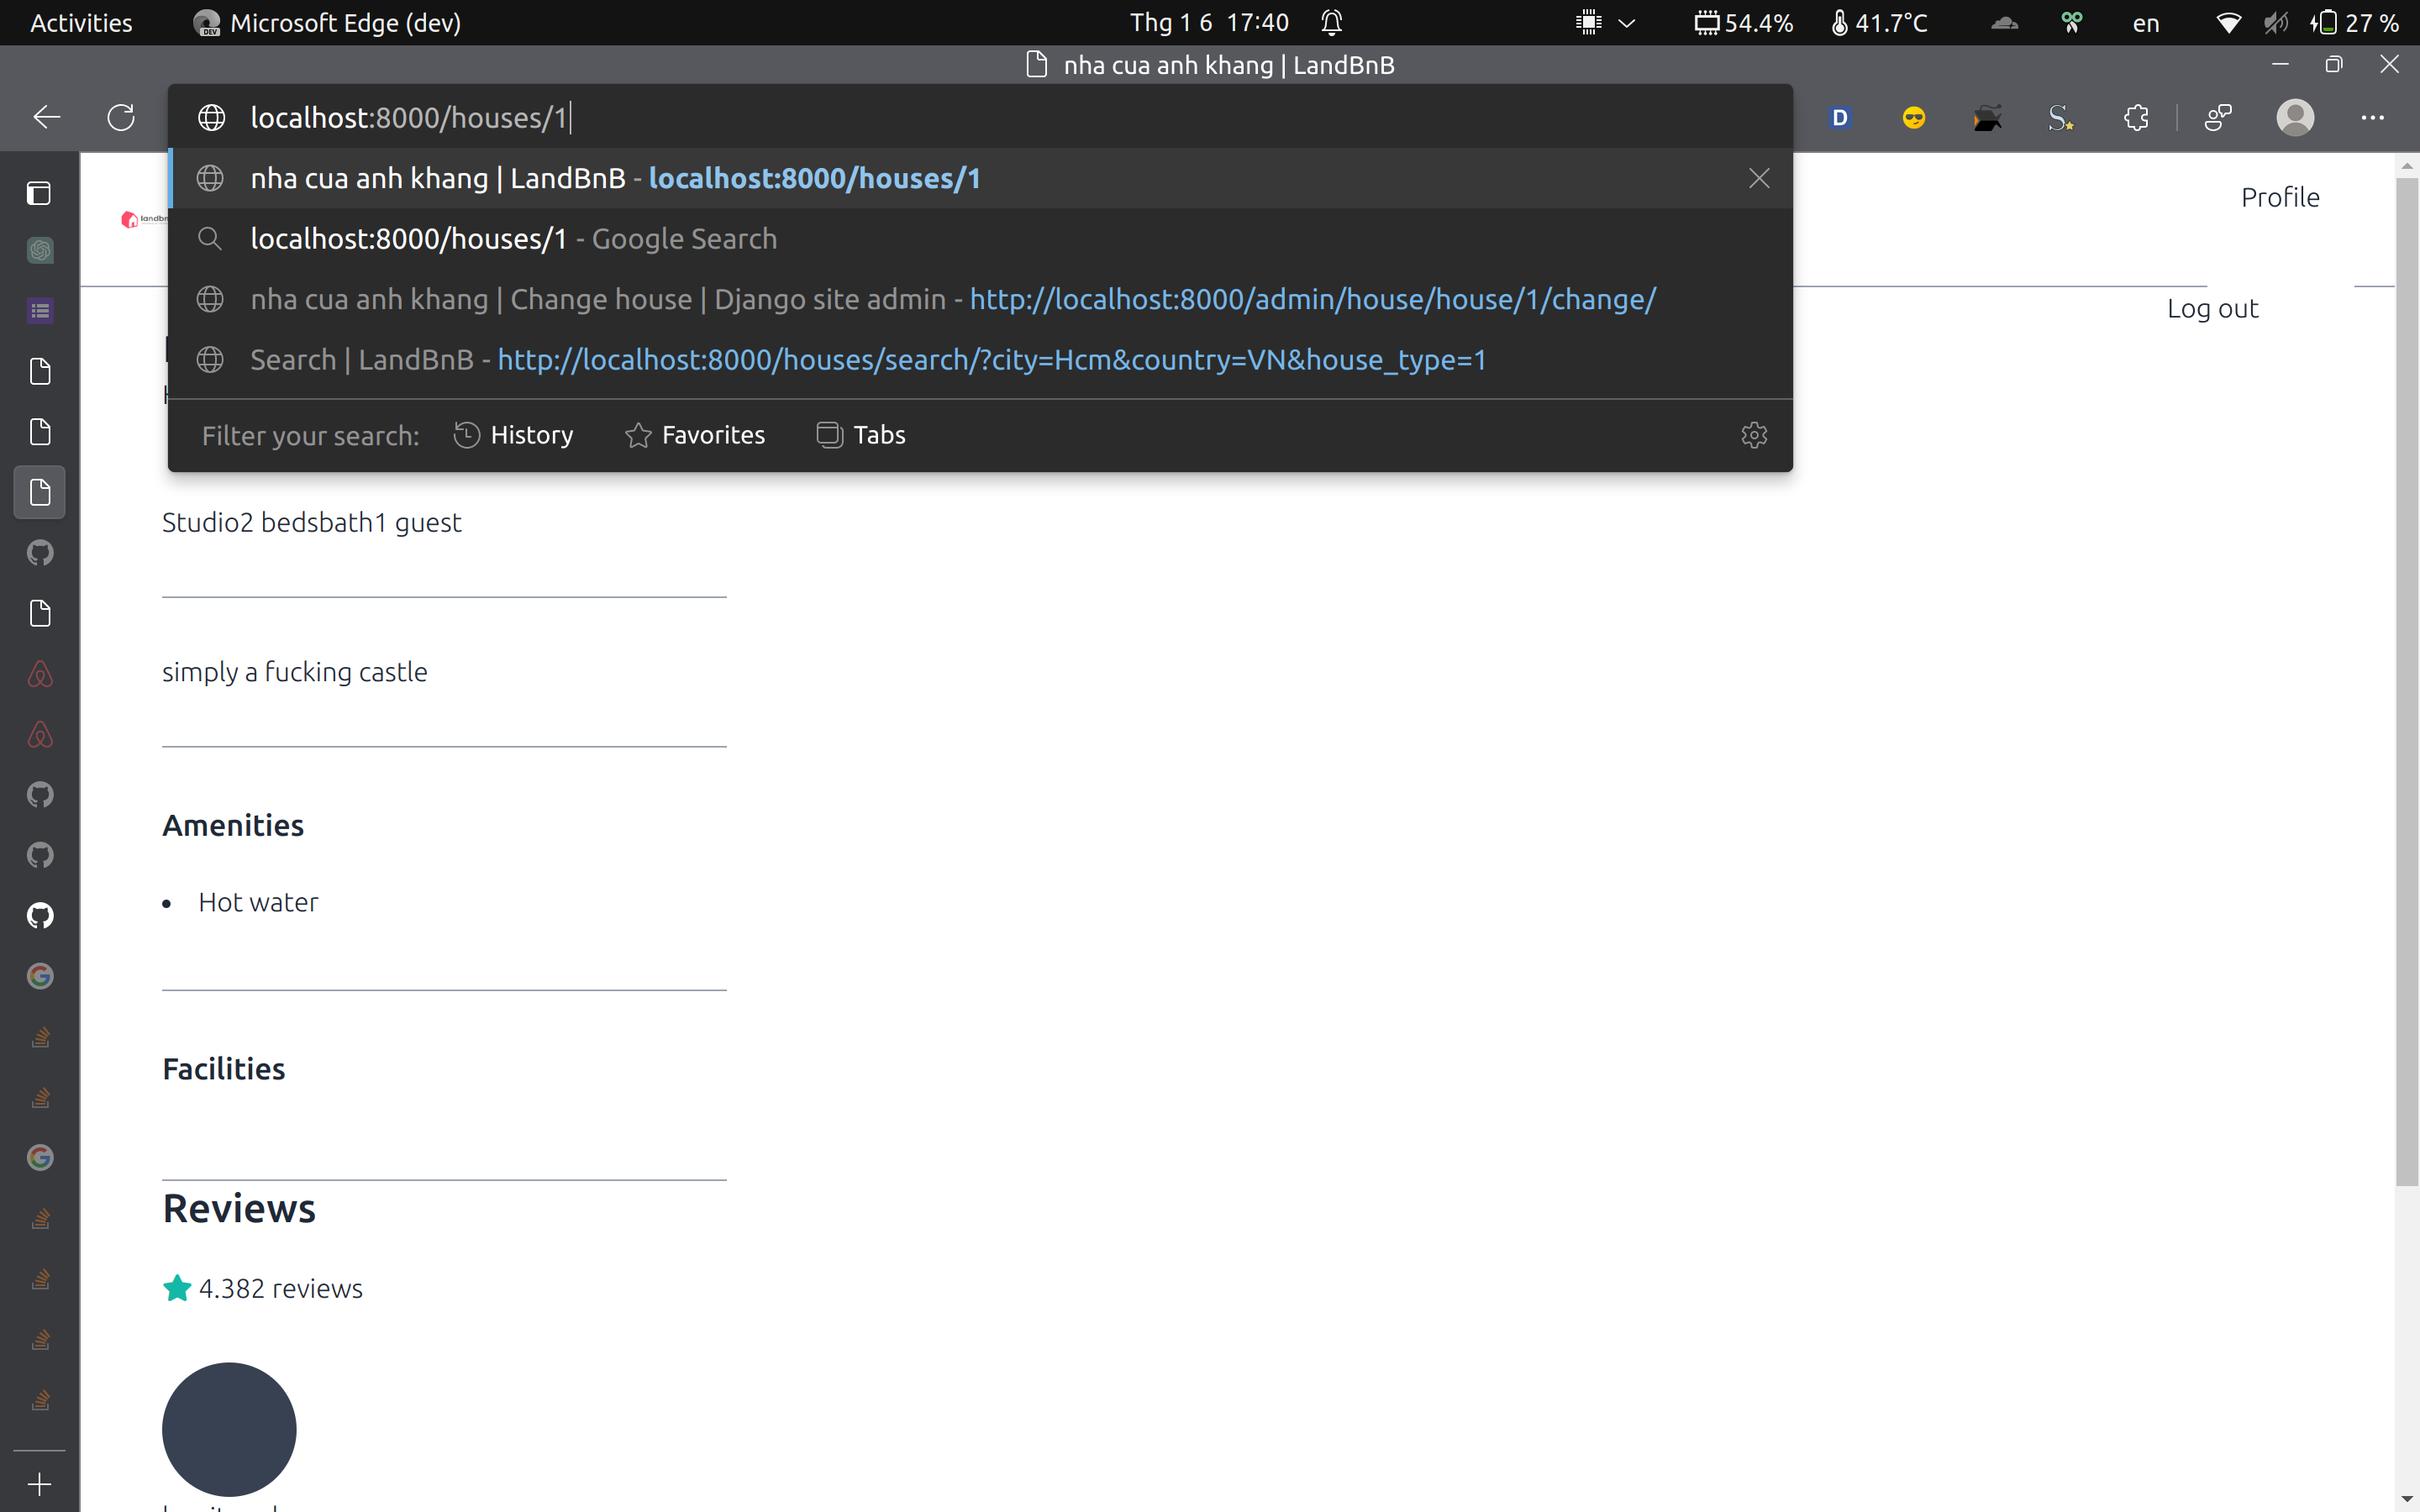 Activities Microsoft Edge (dev) Thg 1 6 17:40 54.4% 41.7°C en 27 %
nha cua anh khang | LandBnB
localhost:8000/houses/1
D
nha cua anh khang | LandBnB - localhost:8000/houses/1
Profile
localhost:8000/houses/1 - Google Search
nha cua anh khang | Change house | Django site admin - http://localhost:8000/admin/house/house/1/change/
Log out
Search | LandBnB - http://localhost:8000/houses/search/?city=Hcm&country=VN&house_type=1
Filter your search: History Favorites Tabs
Studio2 bedsbath1 guest
simply a fucking castle
Amenities
• Hot water
Facilities
Reviews
4.382 reviews